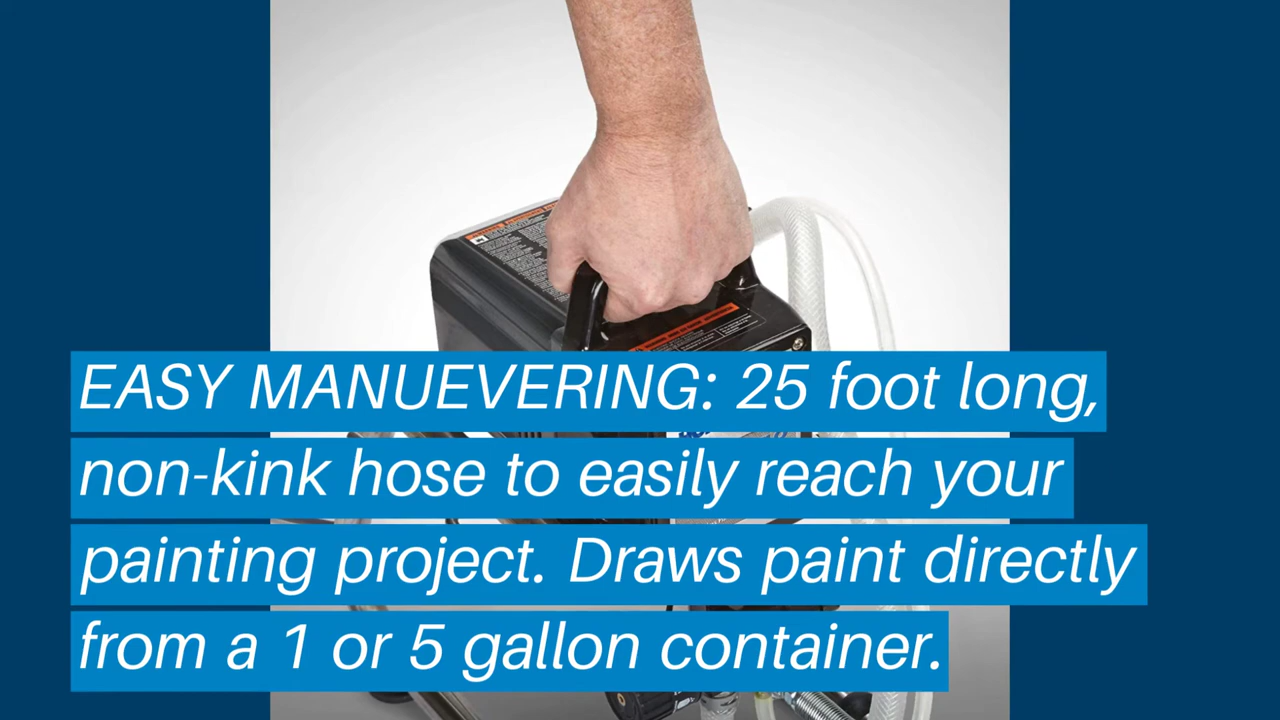 EASY MANUEVERING: 25 foot long,
non-kink hose to easily reach your
painting project. Draws paint directly
from a 1 or 5 gallon container.